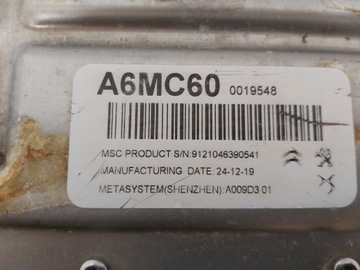 A6MC60 0019548
MSC PRODUCT S/N:9121046390541
MANUFACTURING DATE: 24-12-19
METASYSTEM(SHENZHEN):A009D3 01